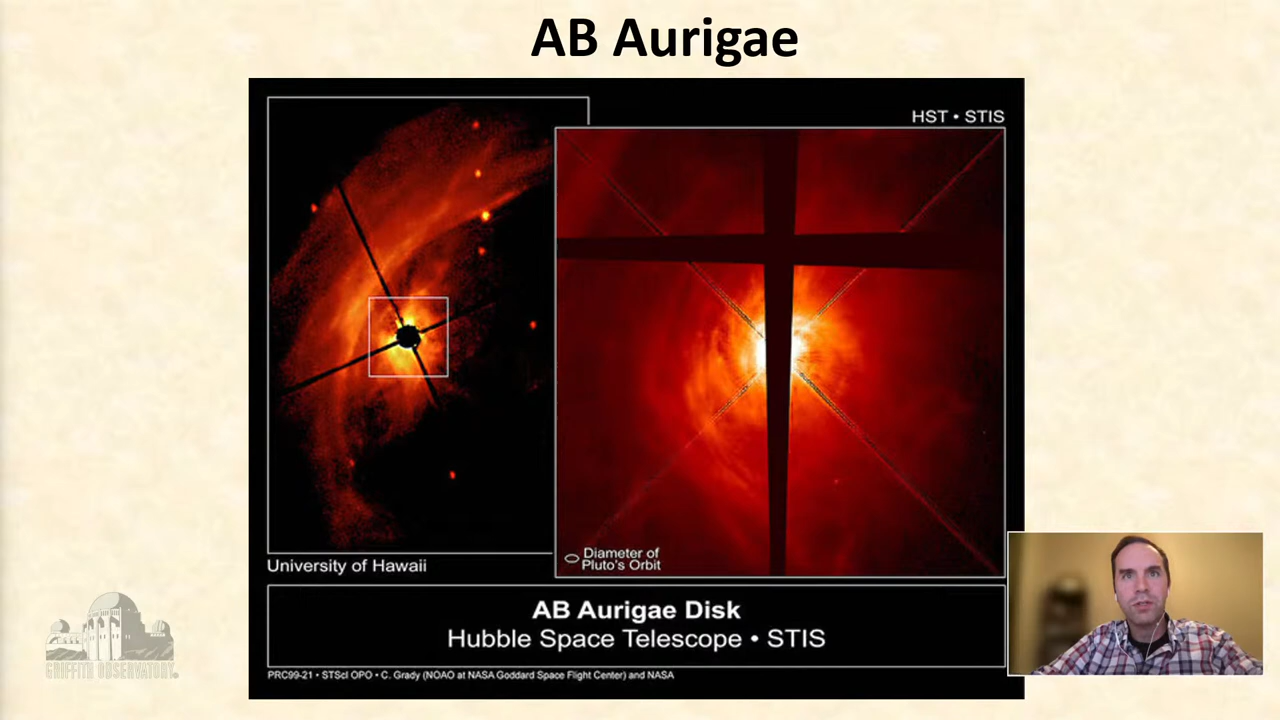 AB Aurigae
HST • STIS
University of Hawaii
Diameter of
Pluto's Orbit
AB Aurigae Disk
Hubble Space Telescope • STIS
PRC99-21 • STScI OPO • C. Grady (NOAO at NASA Goddard Space Flight Center) and NASA
GRIFFITH OBSERVATORY